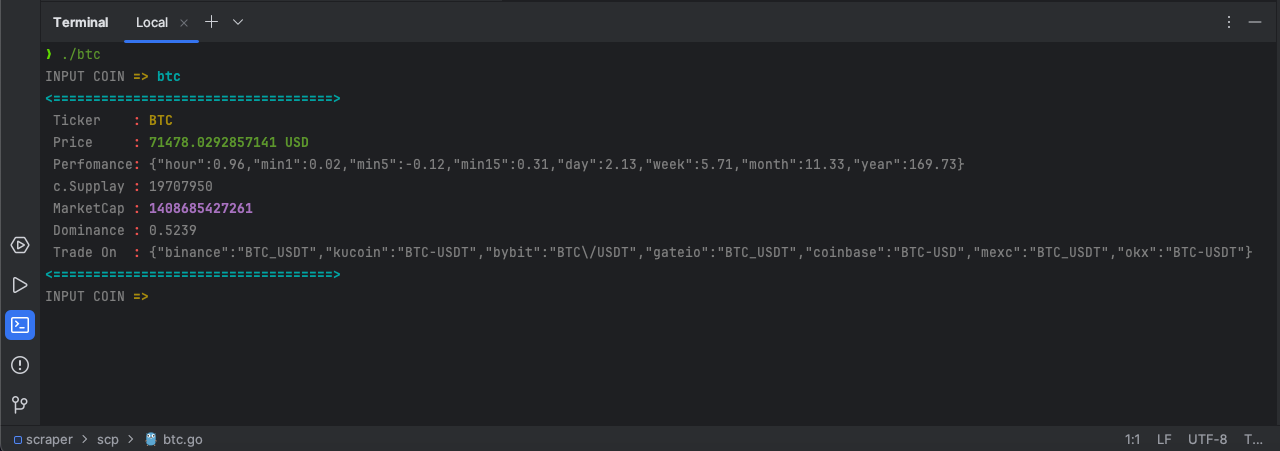 Terminal Local × + ⌄
❯ ./btc
INPUT COIN => btc
<===================================>
Ticker    : BTC
Price     : 71478.0292857141 USD
Perfomance: {"hour":0.96,"min1":0.02,"min5":-0.12,"min15":0.31,"day":2.13,"week":5.71,"month":11.33,"year":169.73}
c.Supplay : 19707950
MarketCap : 1408685427261
Dominance : 0.5239
Trade On  : {"binance":"BTC_USDT","kucoin":"BTC-USDT","bybit":"BTC\/USDT","gateio":"BTC_USDT","coinbase":"BTC-USD","mexc":"BTC_USDT","okx":"BTC-USDT"}
<===================================>
INPUT COIN =>
scraper > scp > btc.go 1:1 LF UTF-8 T...